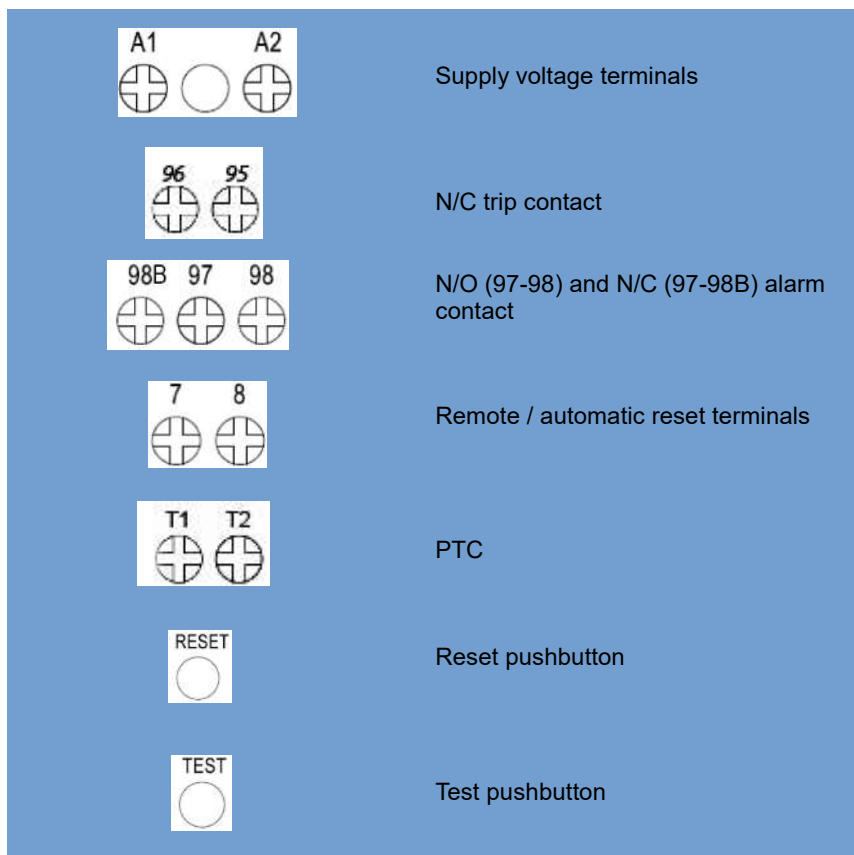 A1 A2
Supply voltage terminals
96 95
N/C trip contact
98B 97 98
N/O (97-98) and N/C (97-98B) alarm
contact
7 8
Remote / automatic reset terminals
T1 T2
PTC
RESET
Reset pushbutton
TEST
Test pushbutton